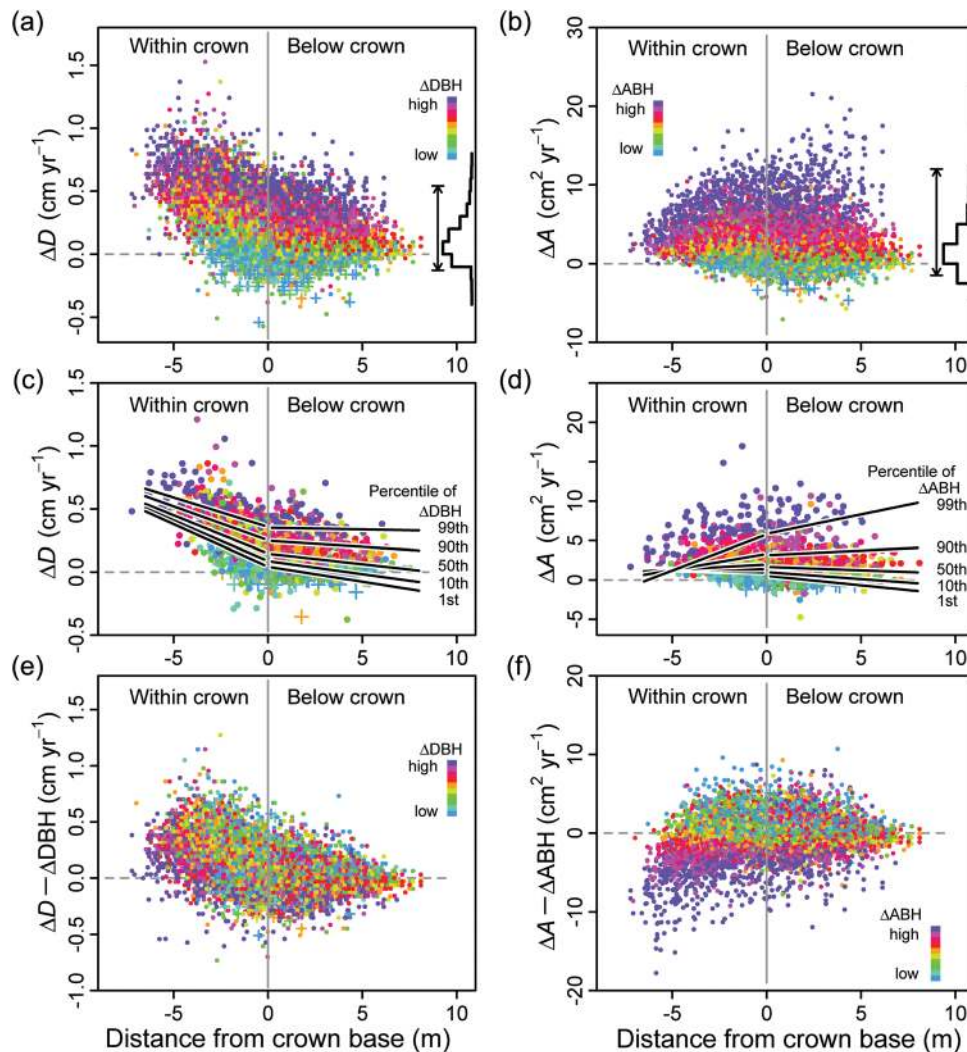 (a)
Within crown
Below crown
ΔDBH
high
low
ΔD (cm yr⁻¹)
1.5
1.0
0.5
0.0
-0.5
-5
0
5
10
(b)
Within crown
Below crown
ΔABH
high
low
ΔA (cm² yr⁻¹)
30
20
10
0
-10
-5
0
5
10
(c)
Within crown
Below crown
Percentile of
ΔDBH
99th
90th
50th
10th
1st
ΔD (cm yr⁻¹)
1.5
1.0
0.5
0.0
-0.5
-5
0
5
10
(d)
Within crown
Below crown
Percentile of
ΔABH
99th
90th
50th
10th
1st
ΔA (cm² yr⁻¹)
25
20
15
10
5
0
-5
-5
0
5
10
(e)
Within crown
Below crown
ΔDBH
high
low
ΔD−ΔDBH (cm yr⁻¹)
1.5
1.0
0.5
0.0
-0.5
-1.0
-5
0
5
10
Distance from crown base (m)
(f)
Within crown
Below crown
ΔABH
high
low
ΔA−ΔABH (cm² yr⁻¹)
20
10
0
-10
-20
-5
0
5
10
Distance from crown base (m)